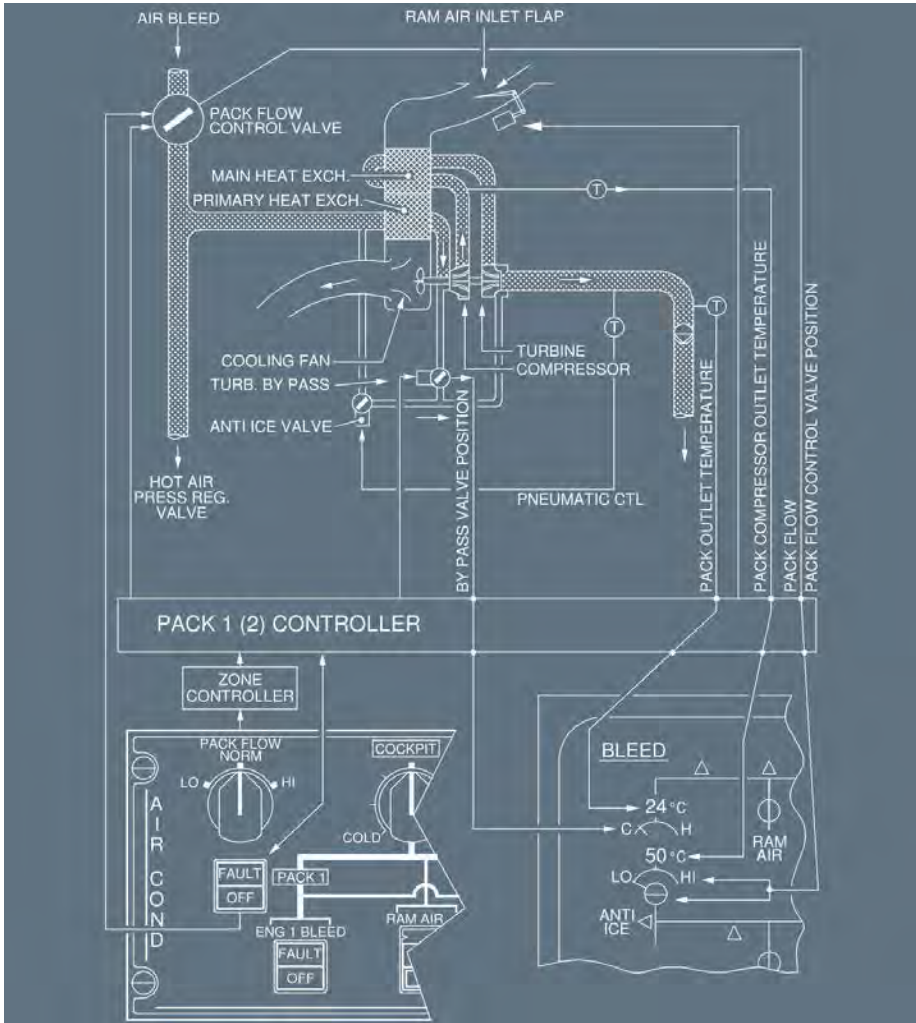 AIR BLEED
RAM AIR INLET FLAP
PACK FLOW
CONTROL VALVE
MAIN HEAT EXCH.
PRIMARY HEAT EXCH.
T
T
T
COOLING FAN
TURB. BY PASS
ANTI ICE VALVE
TURBINE
COMPRESSOR
HOT AIR
PRESS REG.
VALVE
PNEUMATIC CTL
BY PASS VALVE POSITION
PACK OUTLET TEMPERATURE
PACK COMPRESSOR OUTLET TEMPERATURE
PACK FLOW
PACK FLOW CONTROL VALVE POSITION
PACK 1 (2) CONTROLLER
ZONE
CONTROLLER
AIR COND
PACK FLOW
NORM
LO
HI
COCKPIT
COLD
FAULT
OFF
PACK 1
ENG 1 BLEED
FAULT
OFF
RAM AIR
BLEED
24 °C
C H
50 °C
LO HI
RAM
AIR
ANTI
ICE